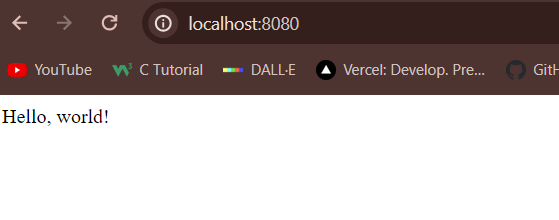 localhost:8080
YouTube C Tutorial DALL·E Vercel: Develop. Pre... GitH
Hello, world!